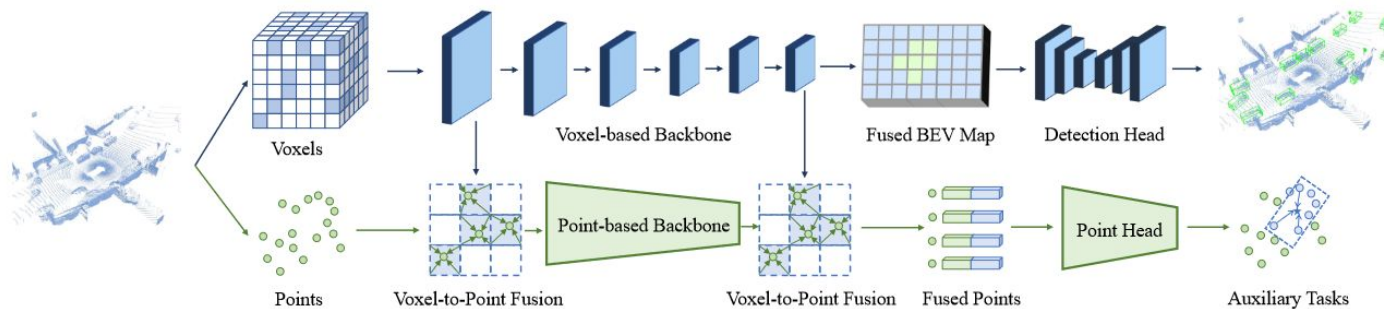 Voxels
Voxel-based Backbone
Fused BEV Map
Detection Head
Point-based Backbone
Point Head
Points
Voxel-to-Point Fusion
Voxel-to-Point Fusion
Fused Points
Auxiliary Tasks